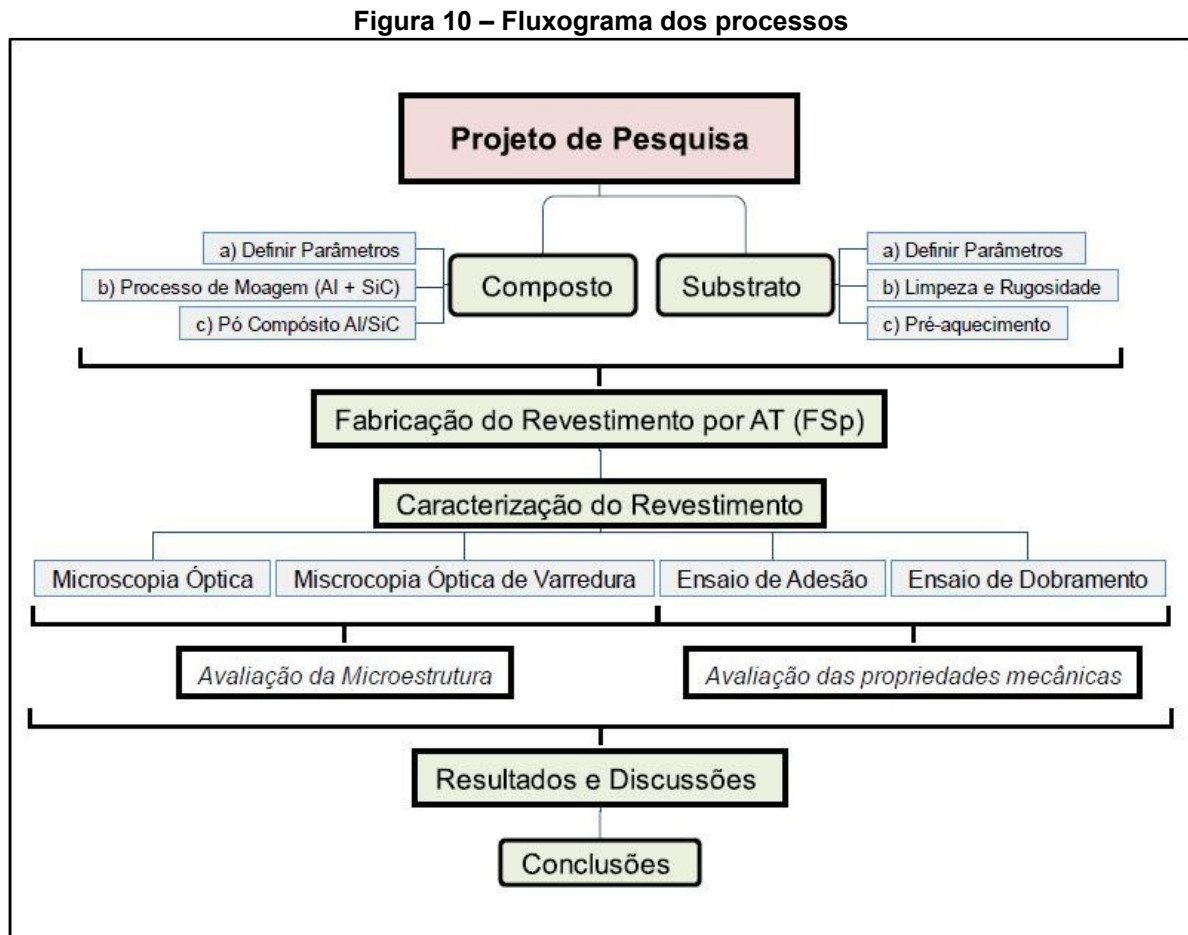 Figura 10 – Fluxograma dos processos
Projeto de Pesquisa
a) Definir Parâmetros
b) Processo de Moagem (Al + SiC)
c) Pó Compósito Al/SiC
Composto
Substrato
a) Definir Parâmetros
b) Limpeza e Rugosidade
c) Pré-aquecimento
Fabricação do Revestimento por AT (FSp)
Caracterização do Revestimento
Microscopia Óptica
Miscrocopia Óptica de Varredura
Ensaio de Adesão
Ensaio de Dobramento
Avaliação da Microestrutura
Avaliação das propriedades mecânicas
Resultados e Discussões
Conclusões